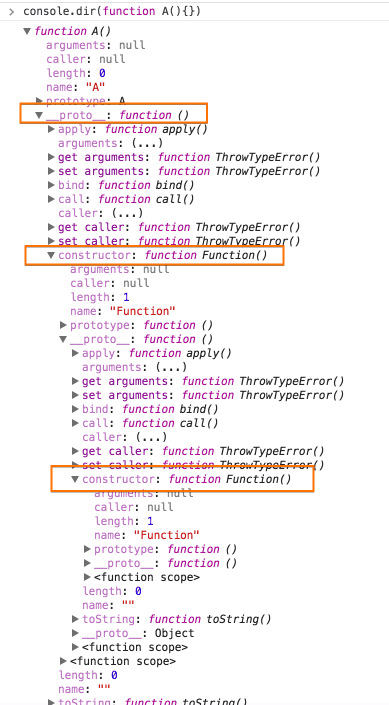 console.dir(function A(){})
function A()
arguments: null
caller: null
length: 0
name: "A"
prototype: A
__proto__: function ()
apply: function apply()
arguments: (...)
get arguments: function ThrowTypeError()
set arguments: function ThrowTypeError()
bind: function bind()
call: function call()
caller: (...)
get caller: function ThrowTypeError()
set caller: function ThrowTypeError()
constructor: function Function()
arguments: null
caller: null
length: 1
name: "Function"
prototype: function ()
__proto__: function ()
apply: function apply()
arguments: (...)
get arguments: function ThrowTypeError()
set arguments: function ThrowTypeError()
bind: function bind()
call: function call()
caller: (...)
get caller: function ThrowTypeError()
set caller: function ThrowTypeError()
constructor: function Function()
arguments: null
caller: null
length: 1
name: "Function"
prototype: function ()
__proto__: function ()
<function scope>
length: 0
name: ""
toString: function toString()
__proto__: Object
<function scope>
<function scope>
length: 0
name: ""
toString: function toString()